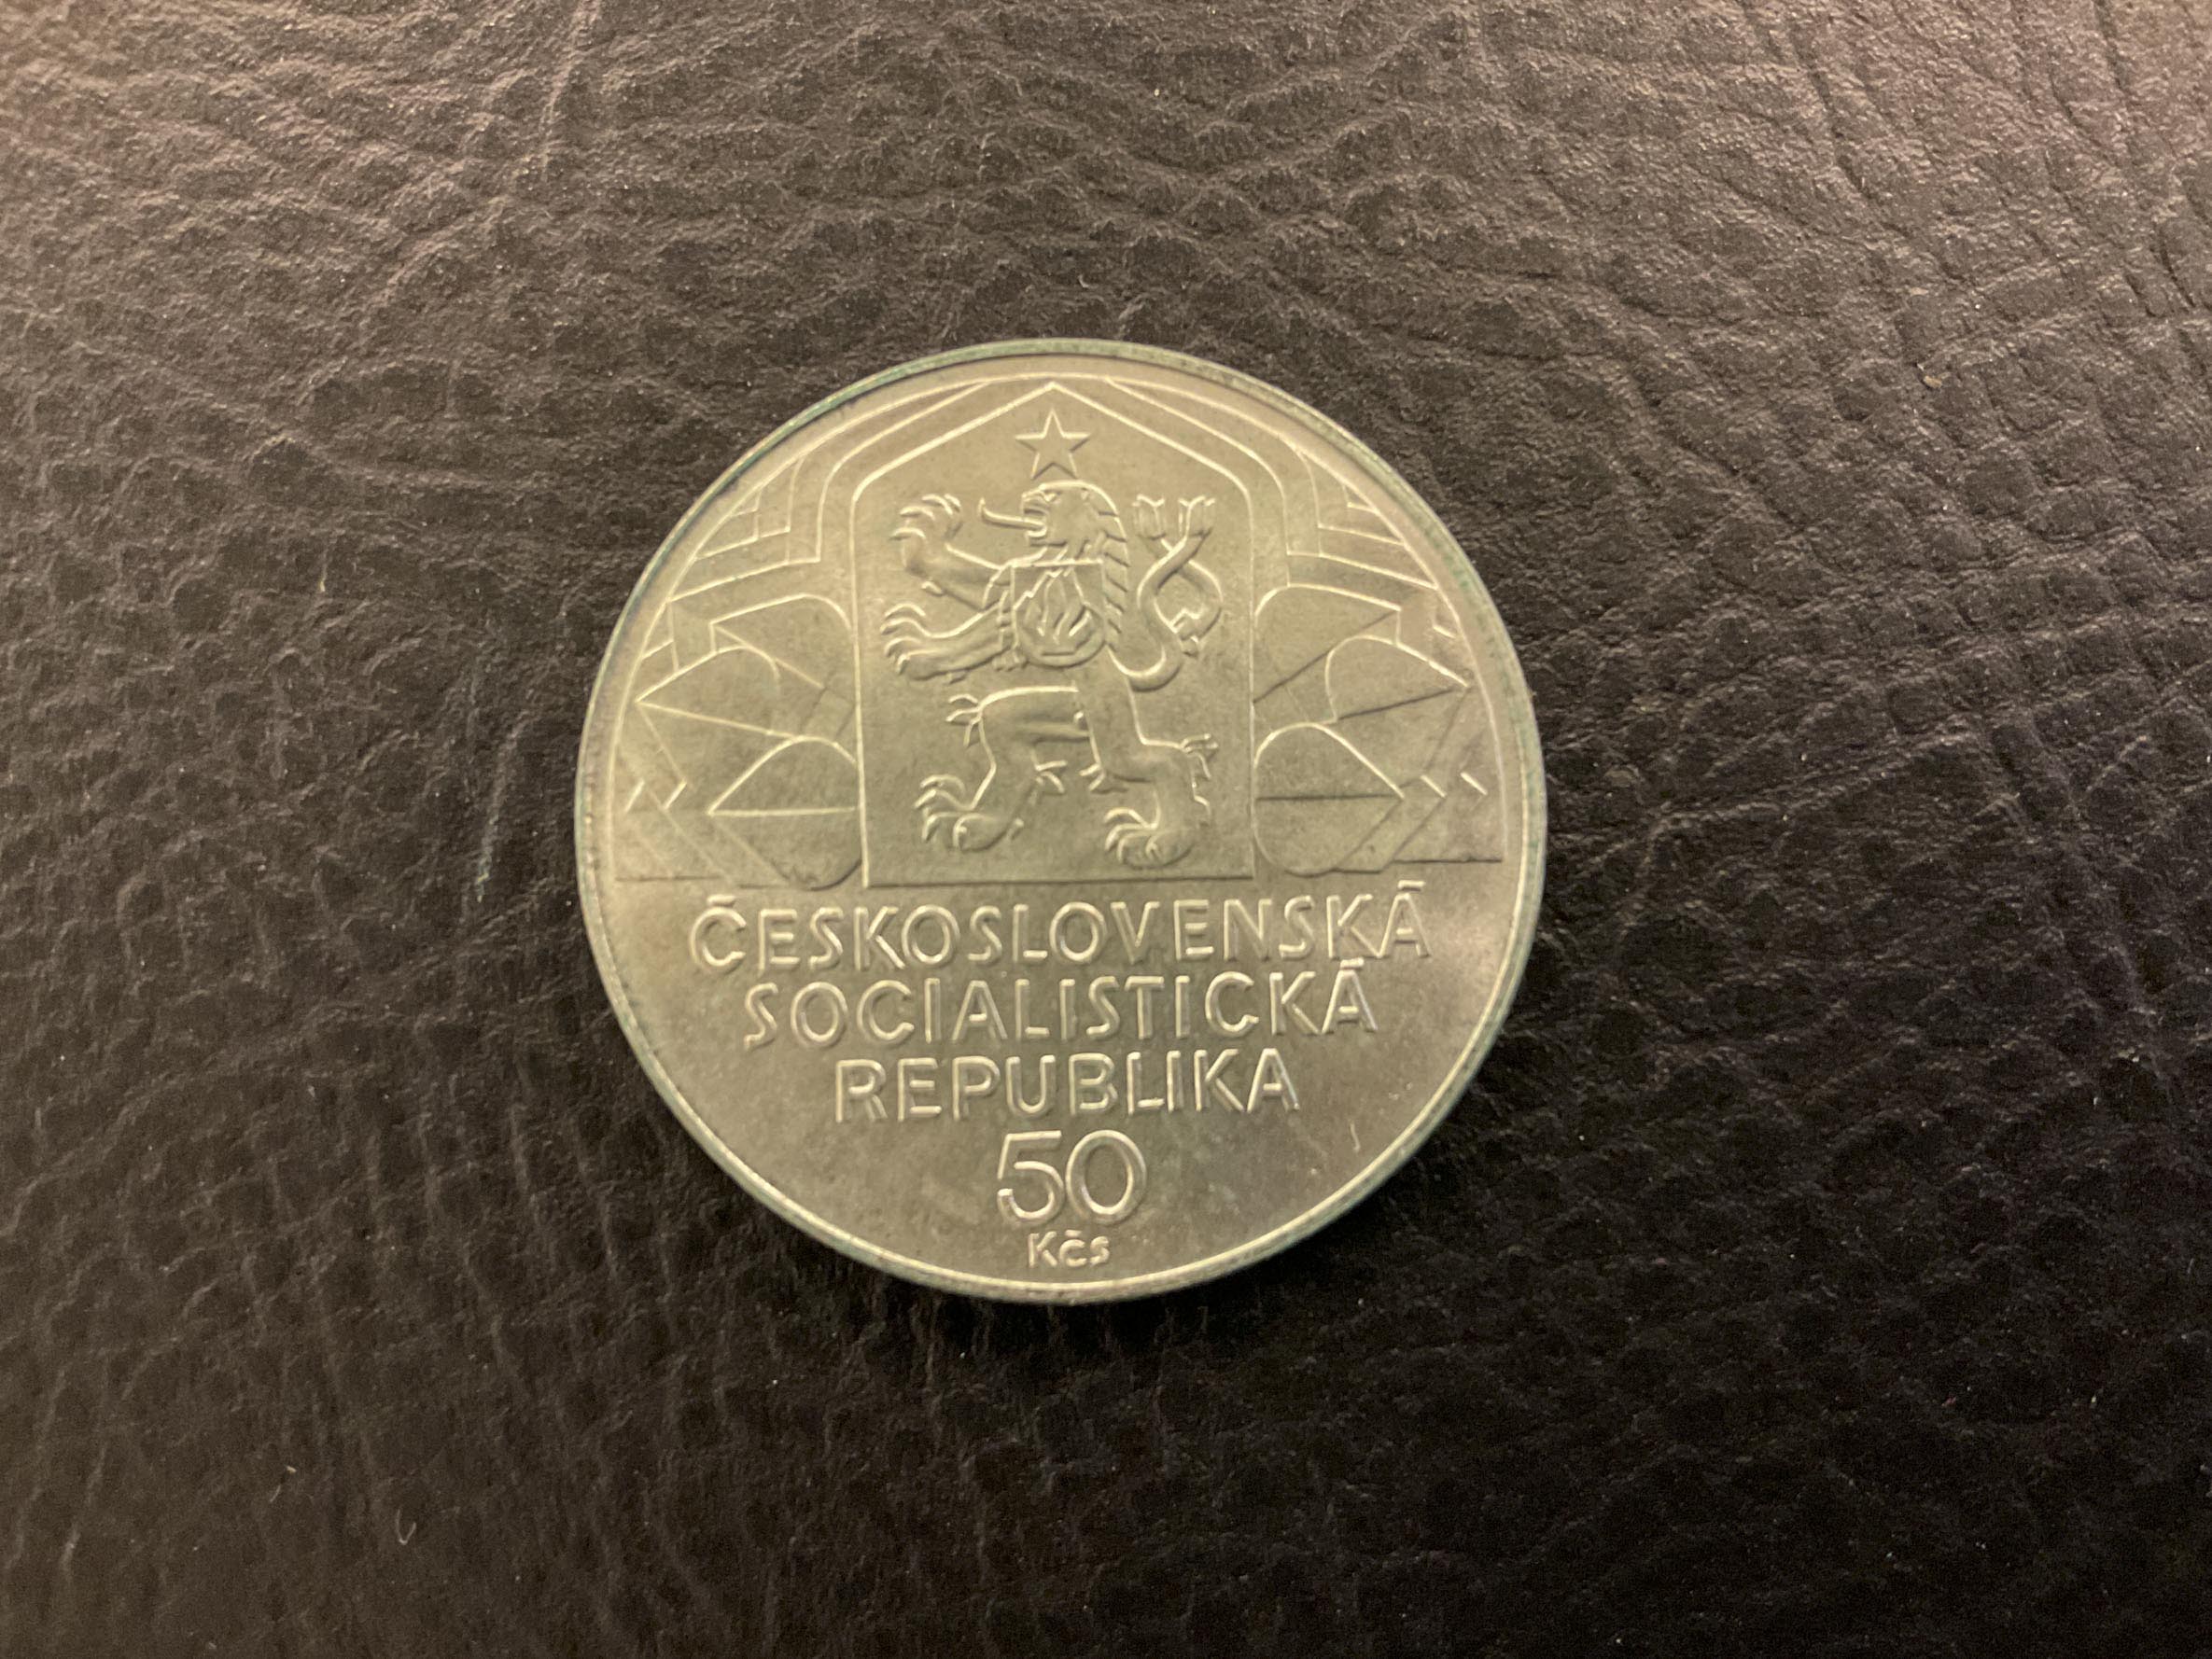 ČESKOSLOVENSKÁ
SOCIALISTICKÁ
REPUBLIKA
50
Kčs